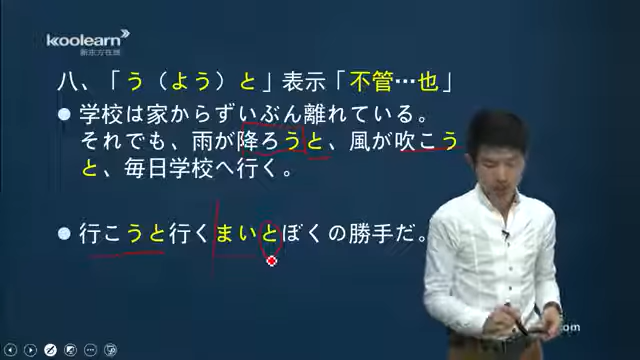 koolearn
新东方在线
八、「う（よう）と」表示「不管…也」
学校は家からずいぶん離れている。
それでも、雨が降ろうと、風が吹こう
と、毎日学校へ行く。
行こうと行くまいとぼくの勝手だ。
om